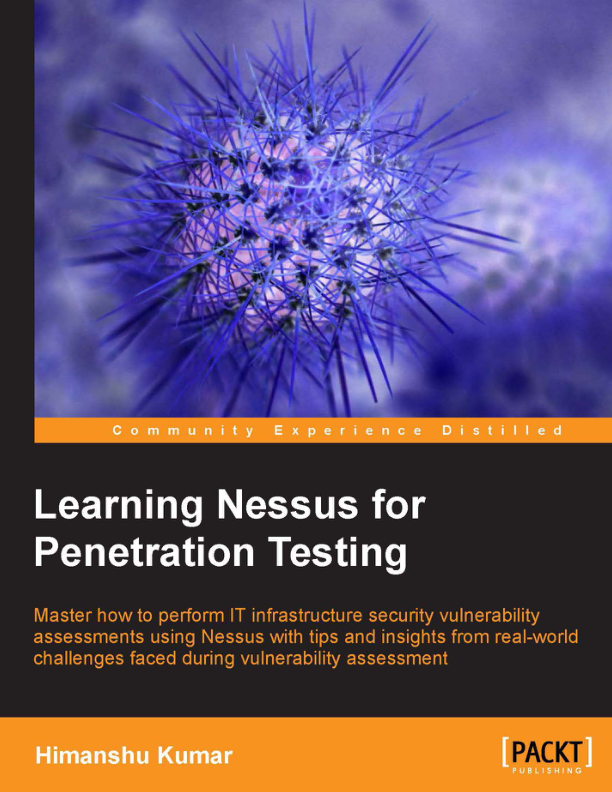 Community Experience Distilled
Learning Nessus for
Penetration Testing
Master how to perform IT infrastructure security vulnerability
assessments using Nessus with tips and insights from real-world
challenges faced during vulnerability assessment
Himanshu Kumar
[PACKT]
PUBLISHING